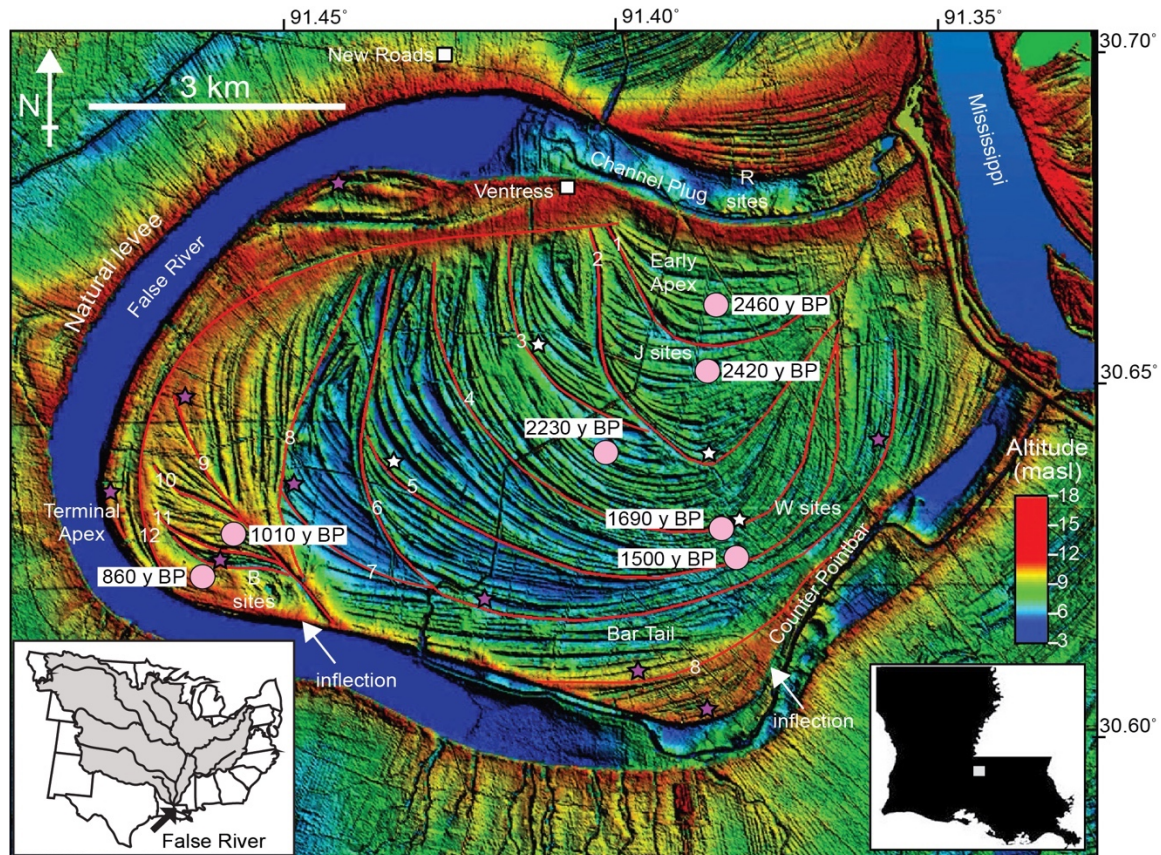 91.45°
91.40°
91.35°
30.70°
New Roads
N
3 km
Mississippi
Channel Plug
R
sites
Ventress
Natural levee
False River
1
2
Early
Apex
2460 y BP
3
J sites
2420 y BP
30.65°
4
2230 y BP
8
9
5
Altitude
(masl)
10
6
1690 y BP
W sites
18
Terminal
Apex
11
12
1010 y BP
1500 y BP
15
12
860 y BP
B
sites
7
Counter Pointbar
9
6
3
Bar Tail
8
inflection
inflection
30.60°
False River